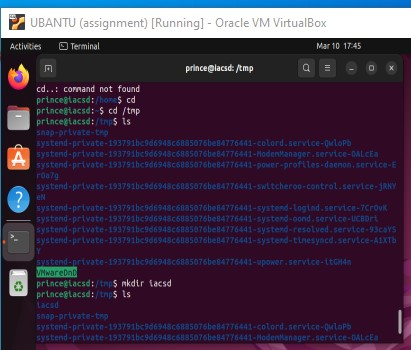 UBANTU (assignment) [Running] - Oracle VM VirtualBox
Activities
Terminal
Mar 10 17:45
prince@iacsd: /tmp
cd..: command not found
prince@iacsd:/home$ cd
prince@iacsd:~$ cd /tmp
prince@iacsd:/tmp$ ls
snap-private-tmp
systemd-private-193791bc9d6948c6885076be84776441-colord.service-QwloPb
systemd-private-193791bc9d6948c6885076be84776441-ModemManager.service-OALcEa
systemd-private-193791bc9d6948c6885076be84776441-power-profiles-daemon.service-E
rOa7g
systemd-private-193791bc9d6948c6885076be84776441-switcheroo-control.service-jRNY
eN
systemd-private-193791bc9d6948c6885076be84776441-systemd-logind.service-7CrOvK
systemd-private-193791bc9d6948c6885076be84776441-systemd-oomd.service-UC8Dri
systemd-private-193791bc9d6948c6885076be84776441-systemd-resolved.service-93caYS
systemd-private-193791bc9d6948c6885076be84776441-systemd-timesyncd.service-A1XTb
y
systemd-private-193791bc9d6948c6885076be84776441-upower.service-itGH4n
VMwareDnD
prince@iacsd:/tmp$ mkdir iacsd
prince@iacsd:/tmp$ ls
iacsd
snap-private-tmp
systemd-private-193791bc9d6948c6885076be84776441-colord.service-QwloPb
systemd-private-193791bc9d6948c6885076be84776441-ModemManager.service-OALcEa